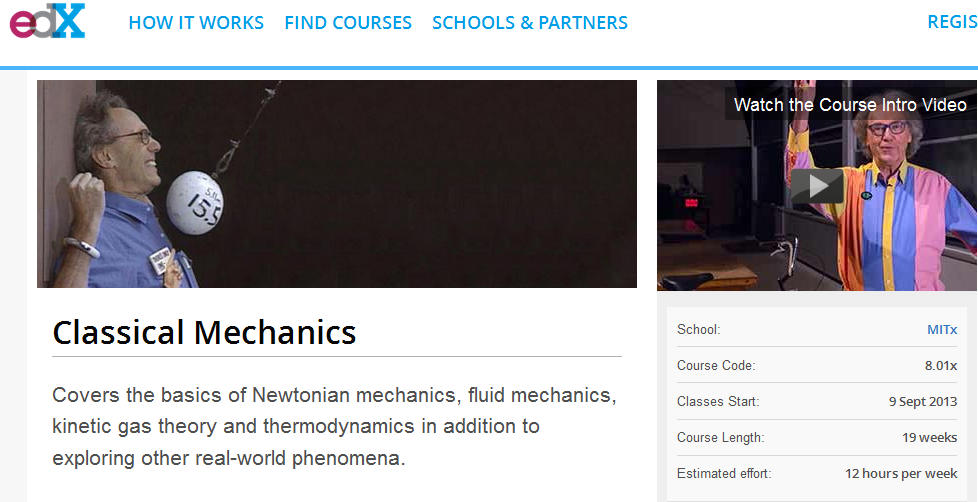 edX
HOW IT WORKS FIND COURSES SCHOOLS & PARTNERS REGIS
Watch the Course Intro Video
15.5
Classical Mechanics
Covers the basics of Newtonian mechanics, fluid mechanics,
kinetic gas theory and thermodynamics in addition to
exploring other real-world phenomena.
School: MITx
Course Code: 8.01x
Classes Start: 9 Sept 2013
Course Length: 19 weeks
Estimated effort: 12 hours per week